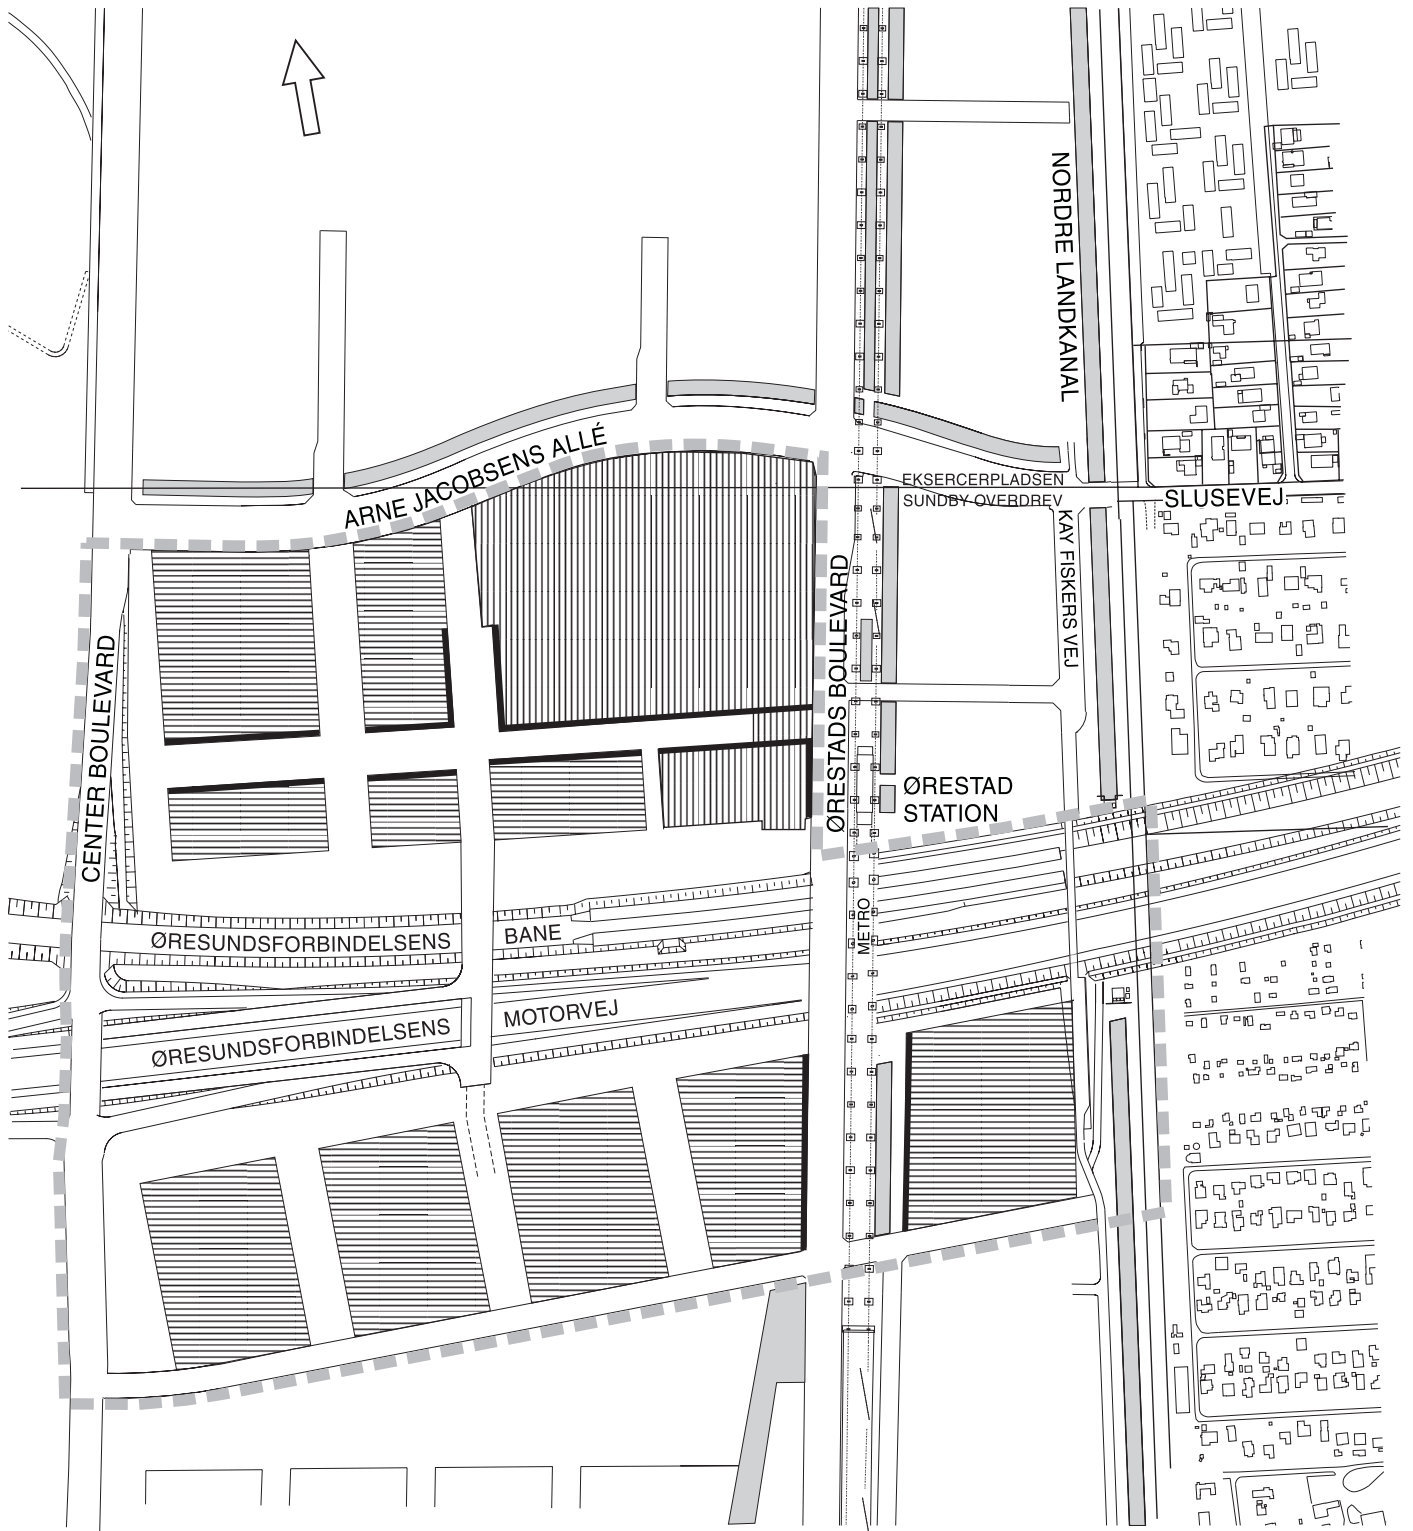 NORDRE LANDKANAL
ARNE JACOBSENS ALLÉ
EKSERCERPLADSEN
SUNDBY OVERDREV
SLUSEVEJ
KAY FISKERS VEJ
ØRESTADS BOULEVARD
CENTER BOULEVARD
ØRESTAD
STATION
METRO
ØRESUNDSFORBINDELSENS
BANE
ØRESUNDSFORBINDELSENS
MOTORVEJ